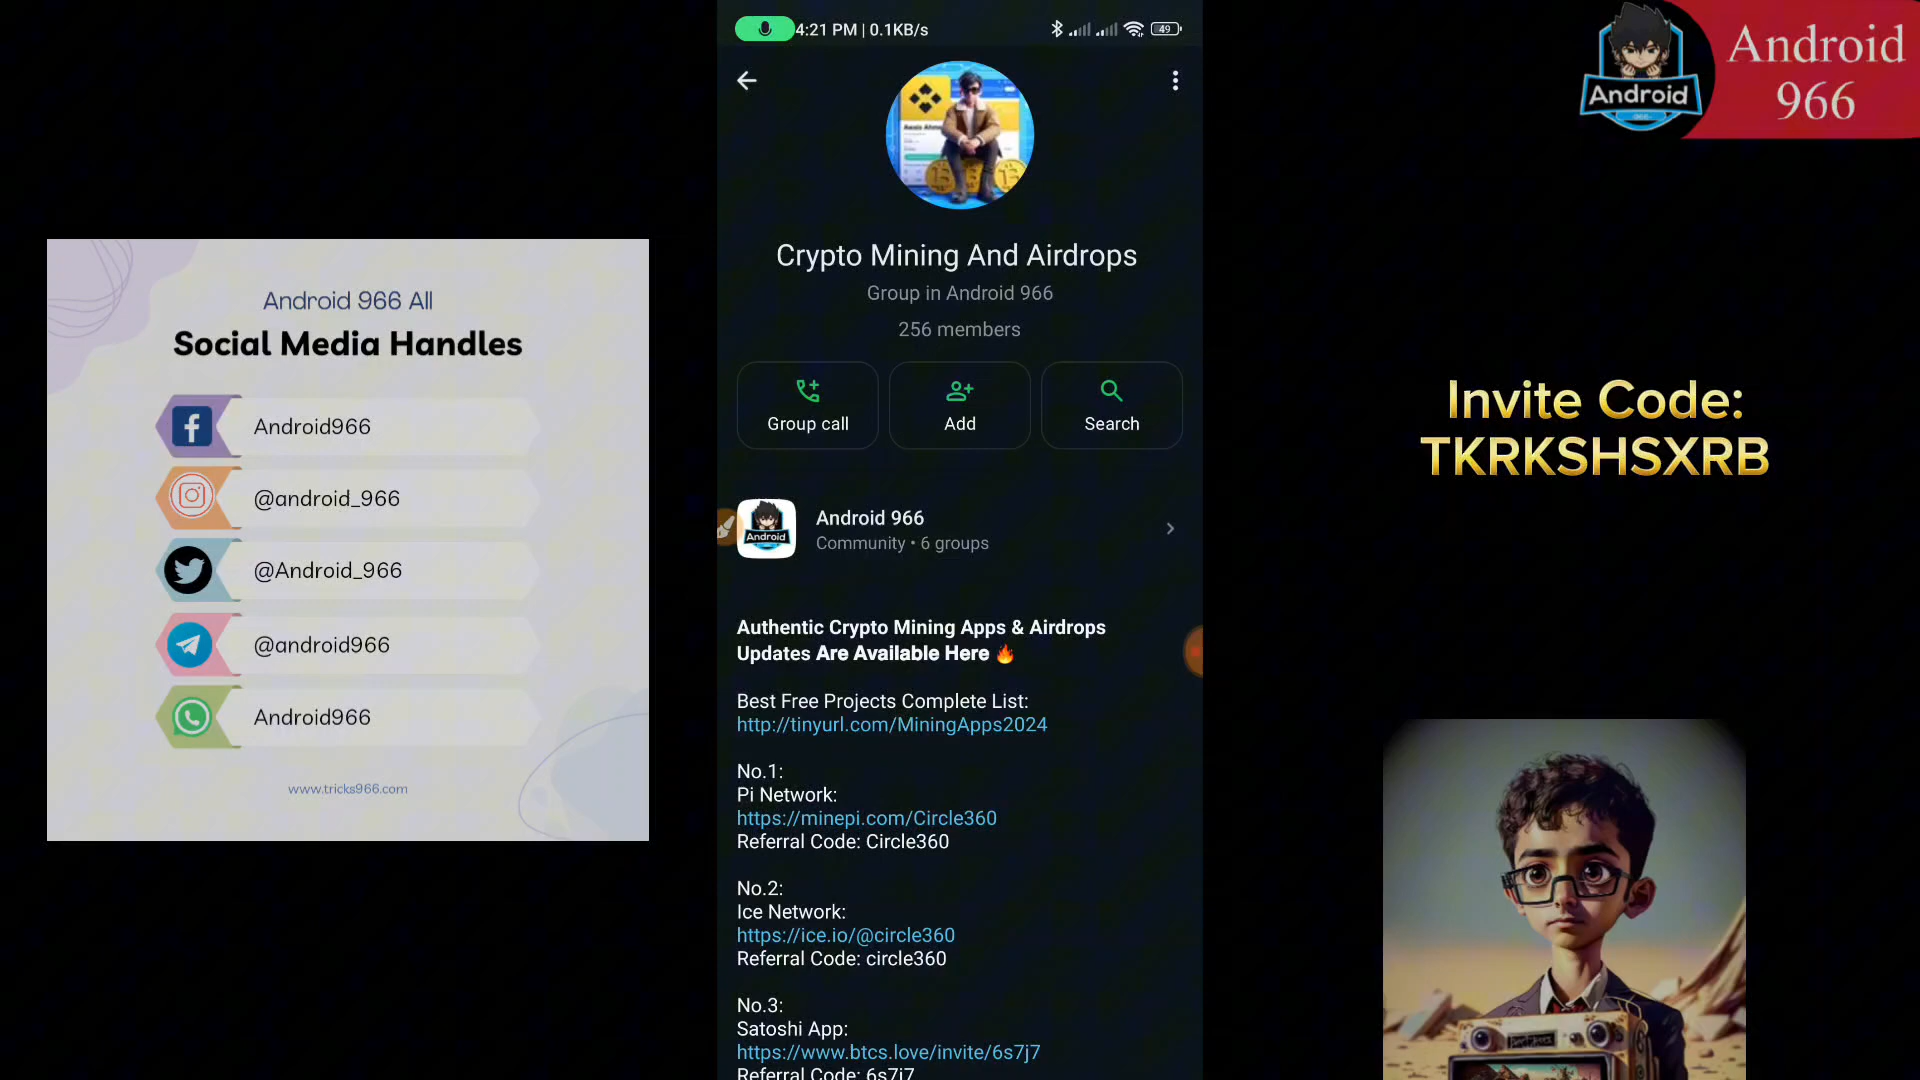 Android 966 All
Social Media Handles
Android966
@android_966
@Android_966
@android966
Android966
www.tricks966.com
4:21 PM | 0.1KB/s
49
Crypto Mining And Airdrops
Group in Android 966
256 members
Group call
Add
Search
Android
Android 966
Community • 6 groups
Authentic Crypto Mining Apps & Airdrops
Updates Are Available Here 🔥
Best Free Projects Complete List:
http://tinyurl.com/MiningApps2024
No.1:
Pi Network:
https://minepi.com/Circle360
Referral Code: Circle360
No.2:
Ice Network:
https://ice.io/@circle360
Referral Code: circle360
No.3:
Satoshi App:
https://www.btcs.love/invite/6s7j7
Referral Code: 6s7j7
Android
966
Android
966
Invite Code:
TKRKSHSXRB